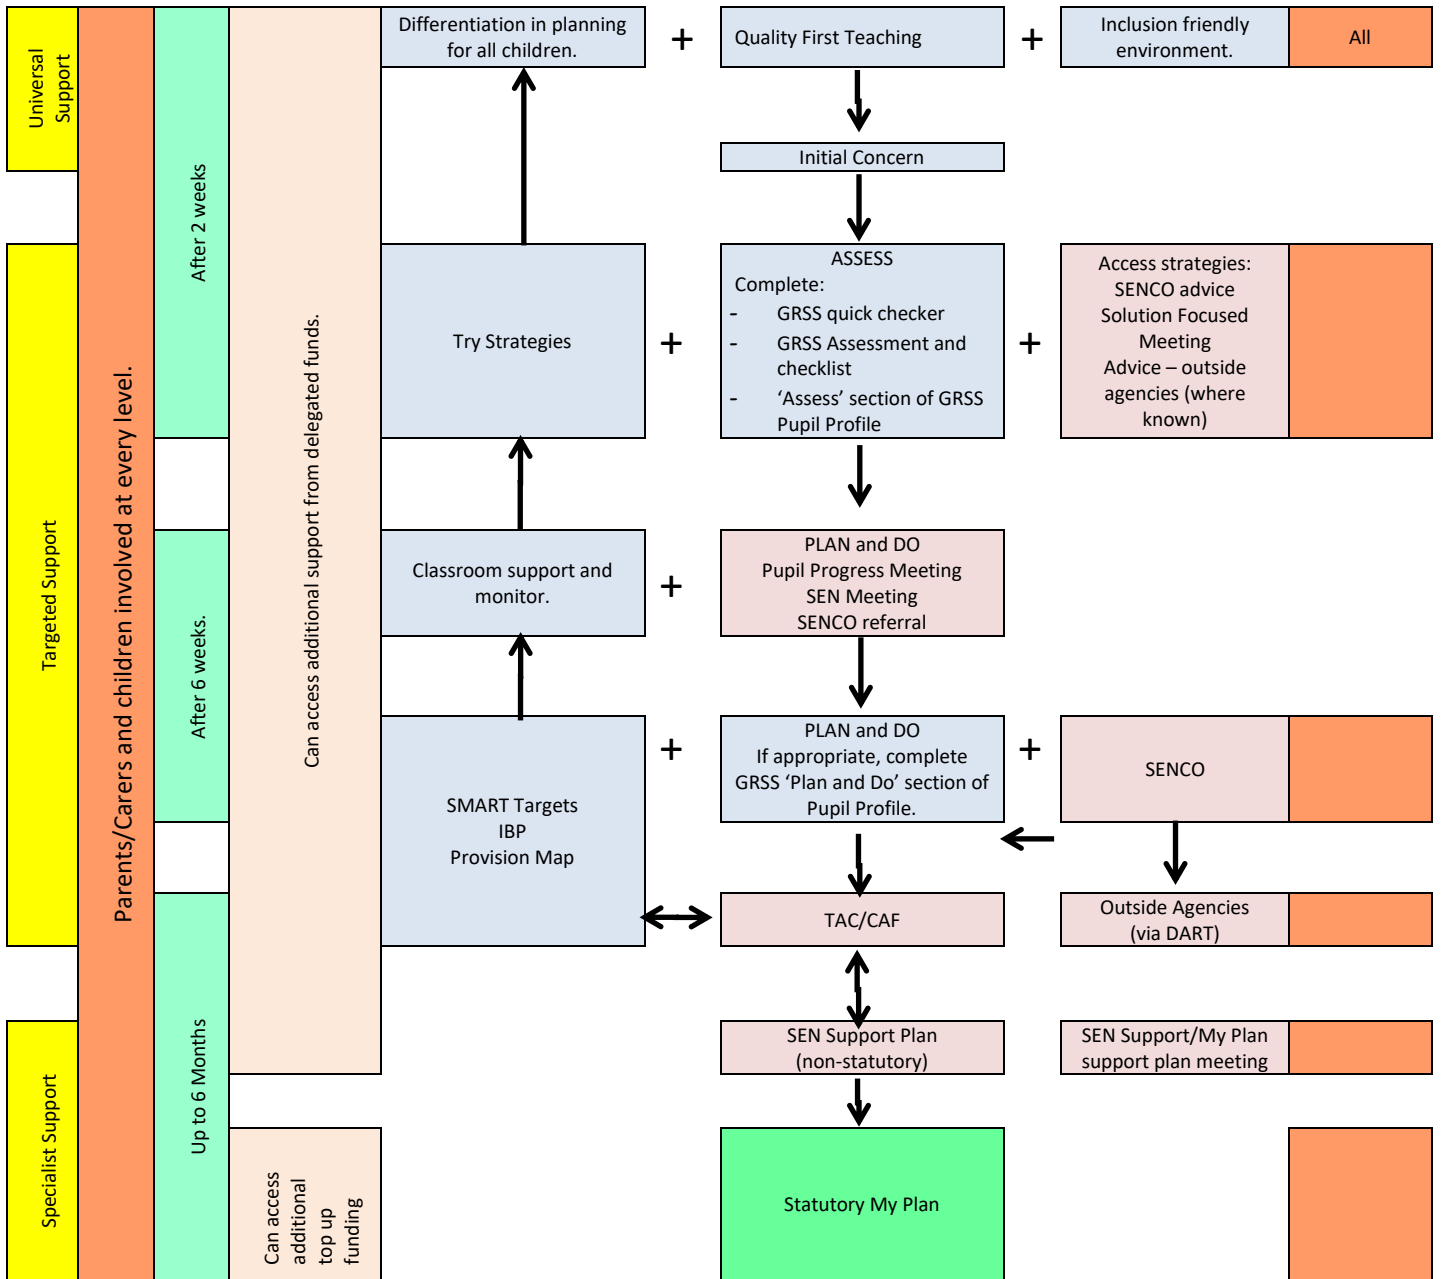 Universal
Support
Targeted Support
Specialist Support
Parents/Carers and children involved at every level.
After 2 weeks
After 6 weeks.
Up to 6 Months
Can access additional support from delegated funds.
Can access
additional
top up
funding
Differentiation in planning
for all children.
+
Quality First Teaching
+
Inclusion friendly
environment.
All
Initial Concern
Try Strategies
+
ASSESS
Complete:
- GRSS quick checker
- GRSS Assessment and
checklist
- ‘Assess’ section of GRSS
Pupil Profile
+
Access strategies:
SENCO advice
Solution Focused
Meeting
Advice – outside
agencies (where
known)
Classroom support and
monitor.
+
PLAN and DO
Pupil Progress Meeting
SEN Meeting
SENCO referral
SMART Targets
IBP
Provision Map
+
PLAN and DO
If appropriate, complete
GRSS ‘Plan and Do’ section of
Pupil Profile.
+
SENCO
TAC/CAF
Outside Agencies
(via DART)
SEN Support Plan
(non-statutory)
SEN Support/My Plan
support plan meeting
Statutory My Plan